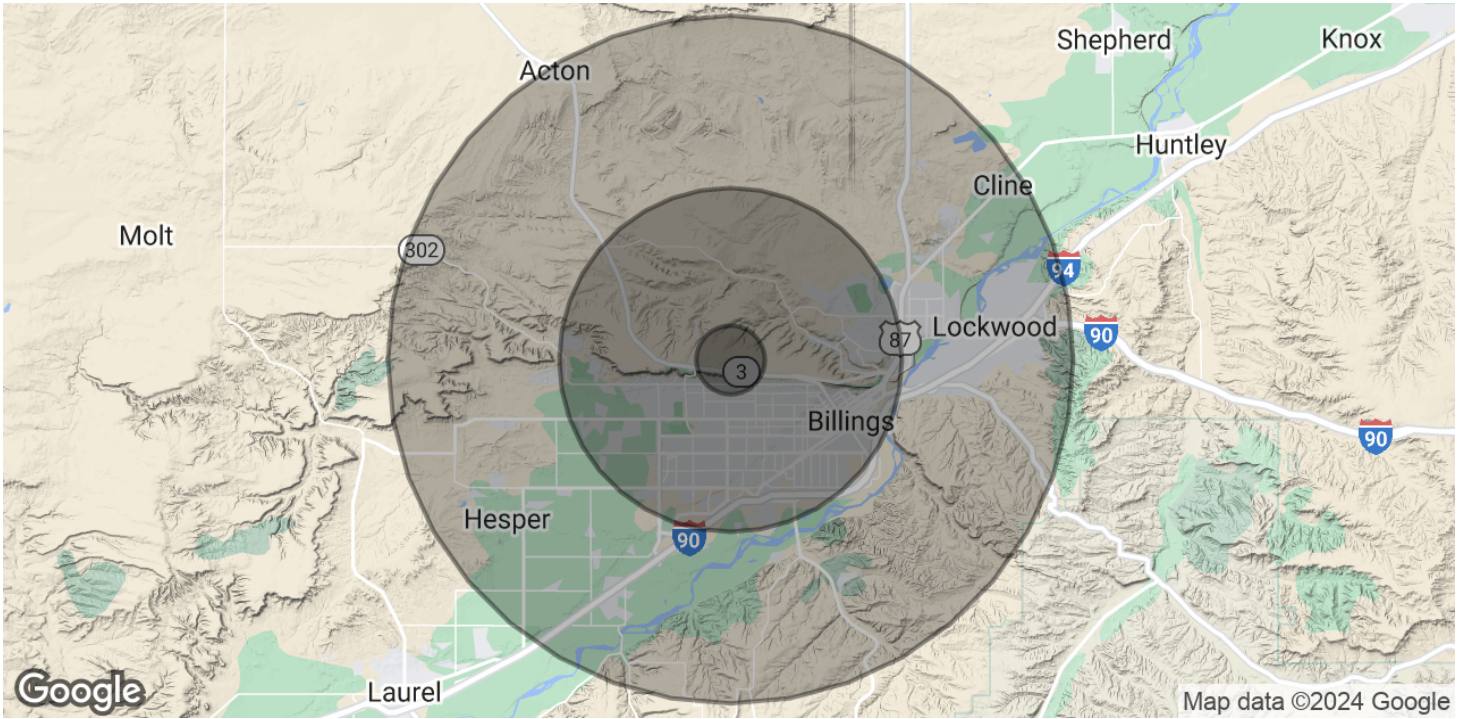 Shepherd
Knox
Acton
Huntley
Cline
Molt
302
94
Lockwood
90
87
3
Billings
90
Hesper
90
Laurel
Google
Map data ©2024 Google